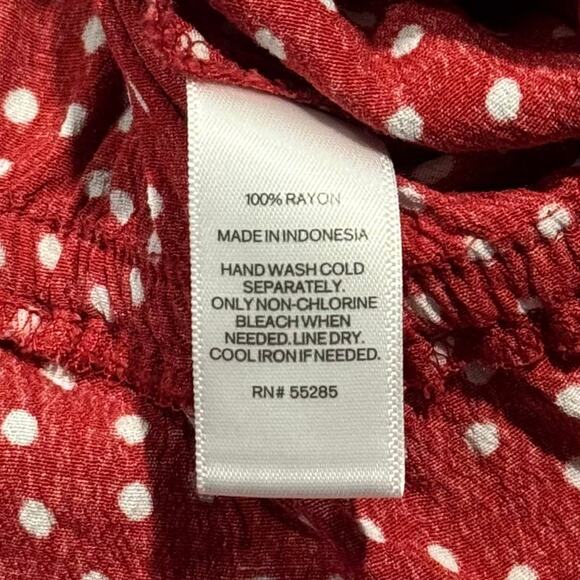 100% RAYON
MADE IN INDONESIA
HAND WASH COLD
SEPARATELY.
ONLY NON-CHLORINE
BLEACH WHEN
NEEDED. LINE DRY.
COOL IRON IF NEEDED.
RN# 55285